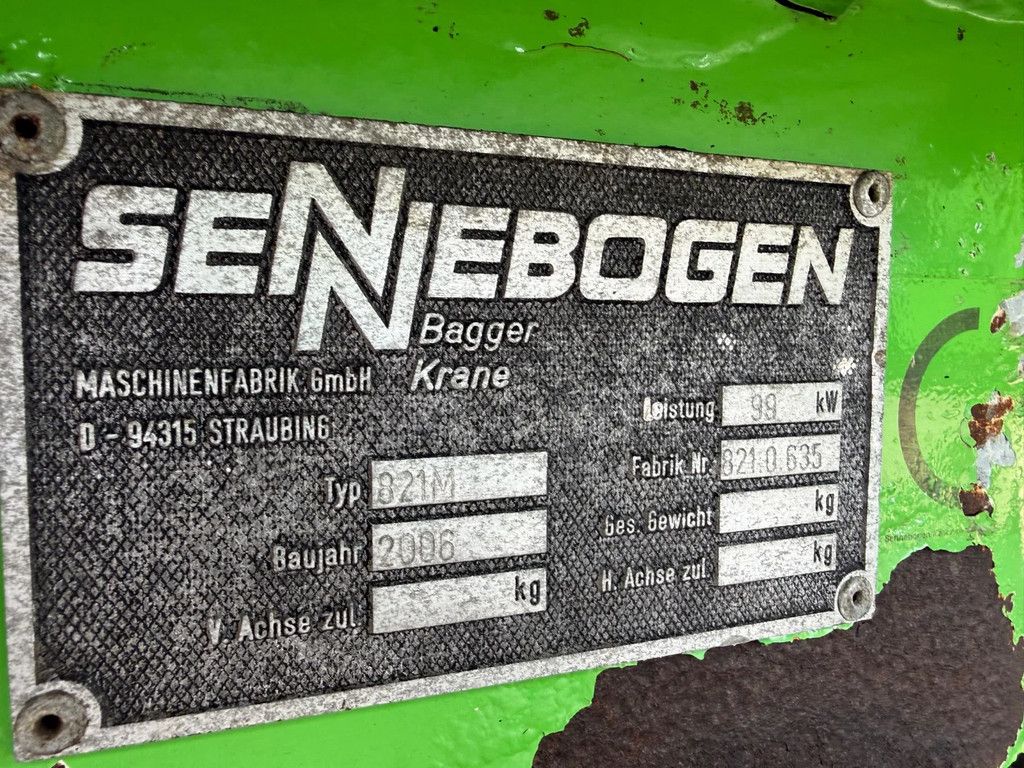 SENNEBOGEN
Bagger
Krane
MASCHINENFABRIK GmbH
D - 94315 STRAUBING
Typ 821M
Baujahr 2006
V. Achse zul. kg
Leistung 99 kW
Fabrik Nr. 821.0.635
Ges. Gewicht kg
H. Achse zul. kg